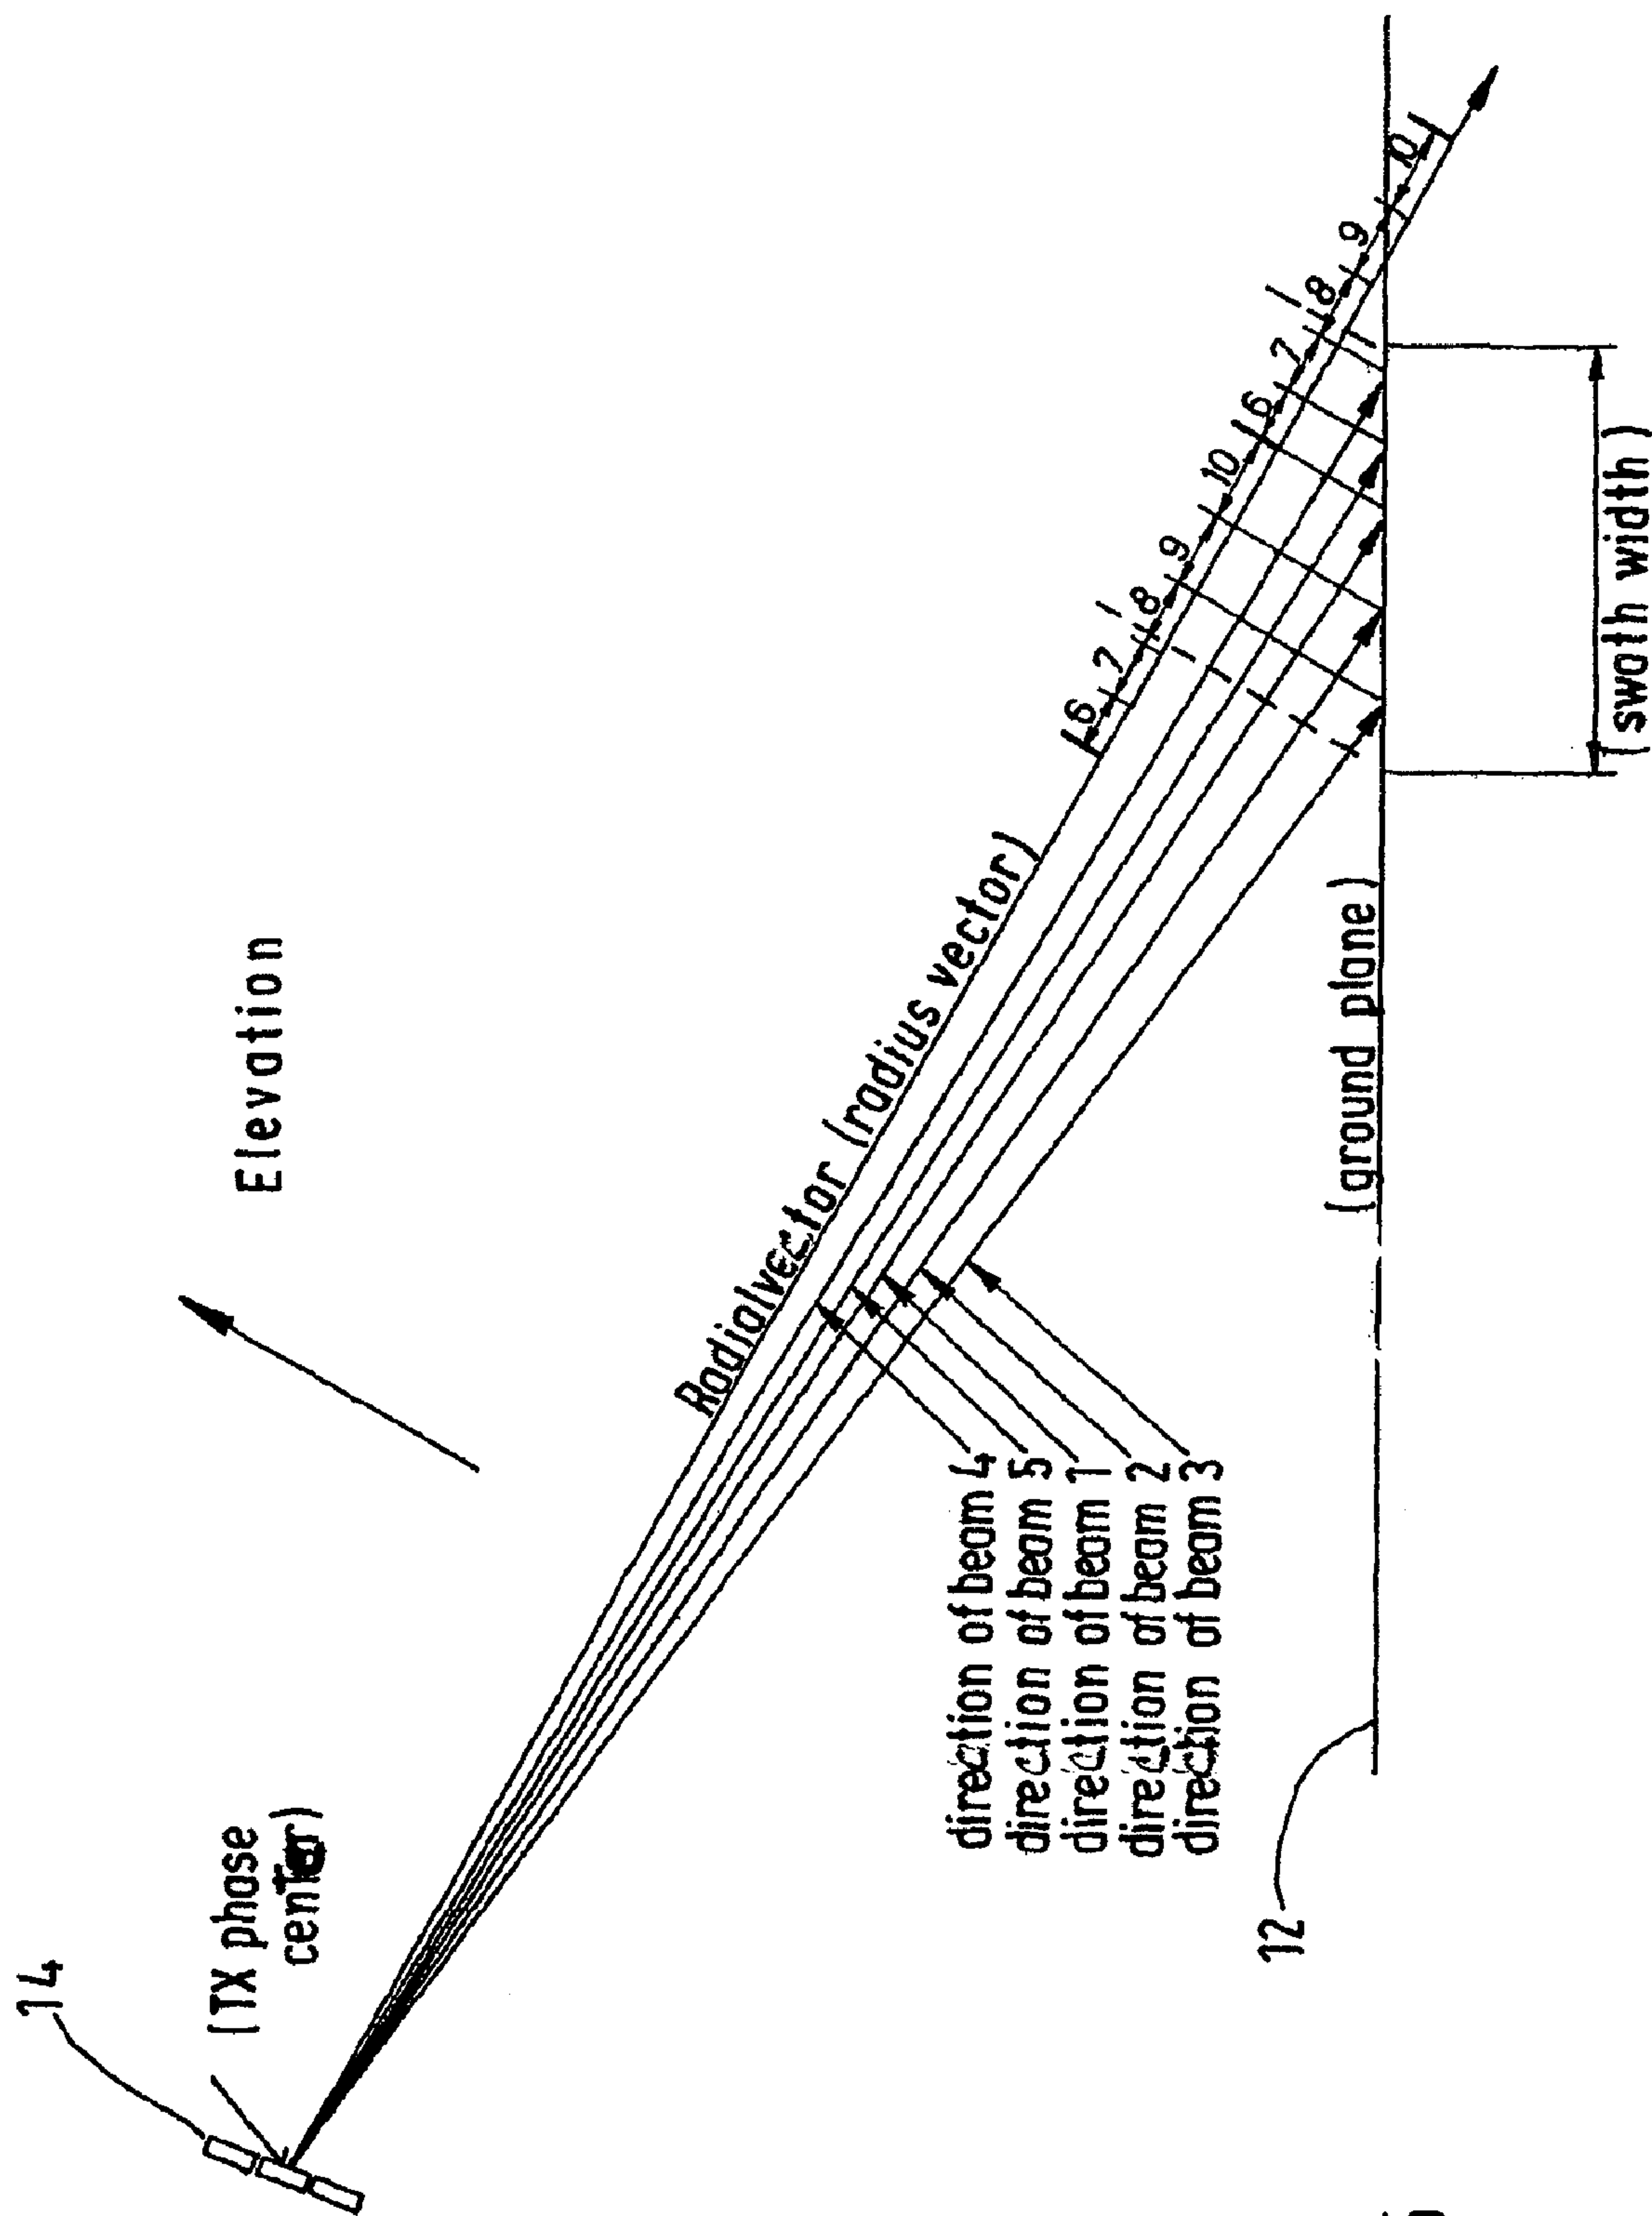 14
(TX phase
center)
Elevation
Radialvector (radius vector)
6
7
8
9
10
6
7
8
9
10
direction of beam 4
direction of beam 5
direction of beam 1
direction of beam 2
direction of beam 3
12
(ground plane)
(swath width)